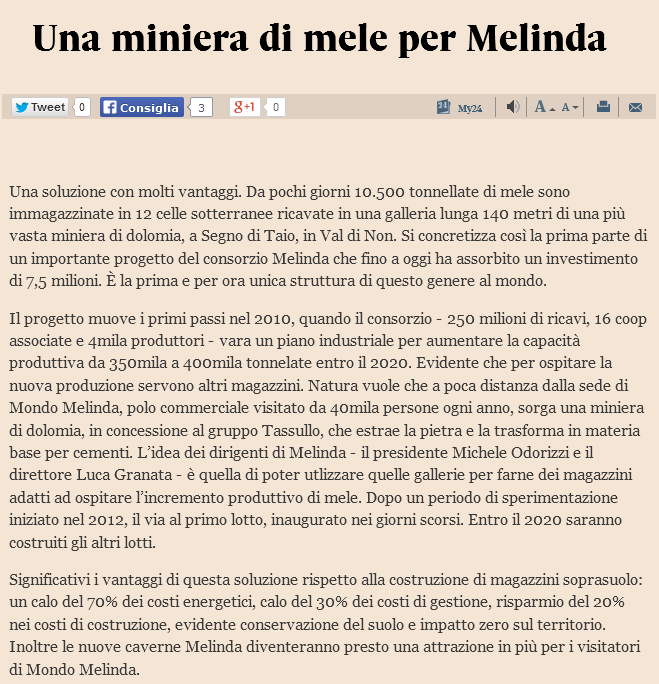 Una miniera di mele per Melinda
Tweet 0 Consiglia 3 g+1 0 24 My24 A A
Una soluzione con molti vantaggi. Da pochi giorni 10.500 tonnellate di mele sono
immagazzinate in 12 celle sotterranee ricavate in una galleria lunga 140 metri di una più
vasta miniera di dolomia, a Segno di Taio, in Val di Non. Si concretizza così la prima parte di
un importante progetto del consorzio Melinda che fino a oggi ha assorbito un investimento
di 7,5 milioni. È la prima e per ora unica struttura di questo genere al mondo.
Il progetto muove i primi passi nel 2010, quando il consorzio - 250 milioni di ricavi, 16 coop
associate e 4mila produttori - vara un piano industriale per aumentare la capacità
produttiva da 350mila a 400mila tonnelate entro il 2020. Evidente che per ospitare la
nuova produzione servono altri magazzini. Natura vuole che a poca distanza dalla sede di
Mondo Melinda, polo commerciale visitato da 40mila persone ogni anno, sorga una miniera
di dolomia, in concessione al gruppo Tassullo, che estrae la pietra e la trasforma in materia
base per cementi. L'idea dei dirigenti di Melinda - il presidente Michele Odorizzi e il
direttore Luca Granata - è quella di poter utlizzare quelle gallerie per farne dei magazzini
adatti ad ospitare l'incremento produttivo di mele. Dopo un periodo di sperimentazione
iniziato nel 2012, il via al primo lotto, inaugurato nei giorni scorsi. Entro il 2020 saranno
costruiti gli altri lotti.
Significativi i vantaggi di questa soluzione rispetto alla costruzione di magazzini soprasuolo:
un calo del 70% dei costi energetici, calo del 30% dei costi di gestione, risparmio del 20%
nei costi di costruzione, evidente conservazione del suolo e impatto zero sul territorio.
Inoltre le nuove caverne Melinda diventeranno presto una attrazione in più per i visitatori
di Mondo Melinda.